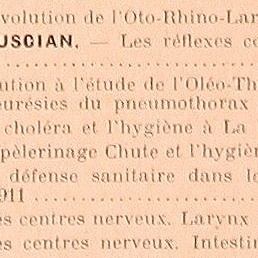 volution de l'Oto-Rhino-Lar
USCIAN. — Les réflexes co
ution à l'étude de l'Oléo-Th
eurésies du pneumothorax
choléra et l'hygiène à La
pèlerinage Chute et l'hygièn
défense sanitaire dans le
911
es centres nerveux. Larynx
es centres nerveux. Intestin